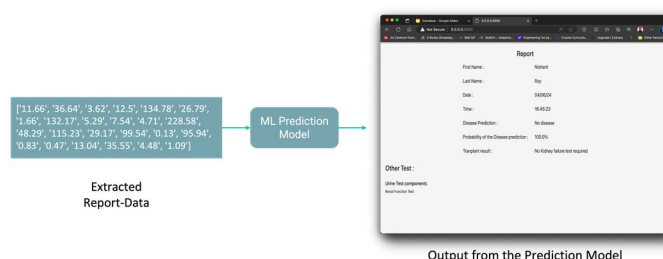 ['11.66', '36.64', '3.62', '12.5', '134.78', '26.79',
'1.66', '132.17', '5.29', '7.54', '4.71', '228.58',
'48.29', '115.23', '29.17', '99.54', '0.13', '95.94',
'0.83', '0.47', '13.04', '35.55', '4.48', '1.09']
Extracted
Report-Data
ML Prediction
Model
Not Secure 0.0.0.0
Report
First Name : Nishant
Last Name : Roy
Date : 04/06/24
Time : 16:45:23
Disease Prediction : No disease
Probability of the Disease prediction : 100.0%
Tranplant result : No Kidney failure test required
Other Test :
Urine Test components
Renal Function Test
Output from the Prediction Model